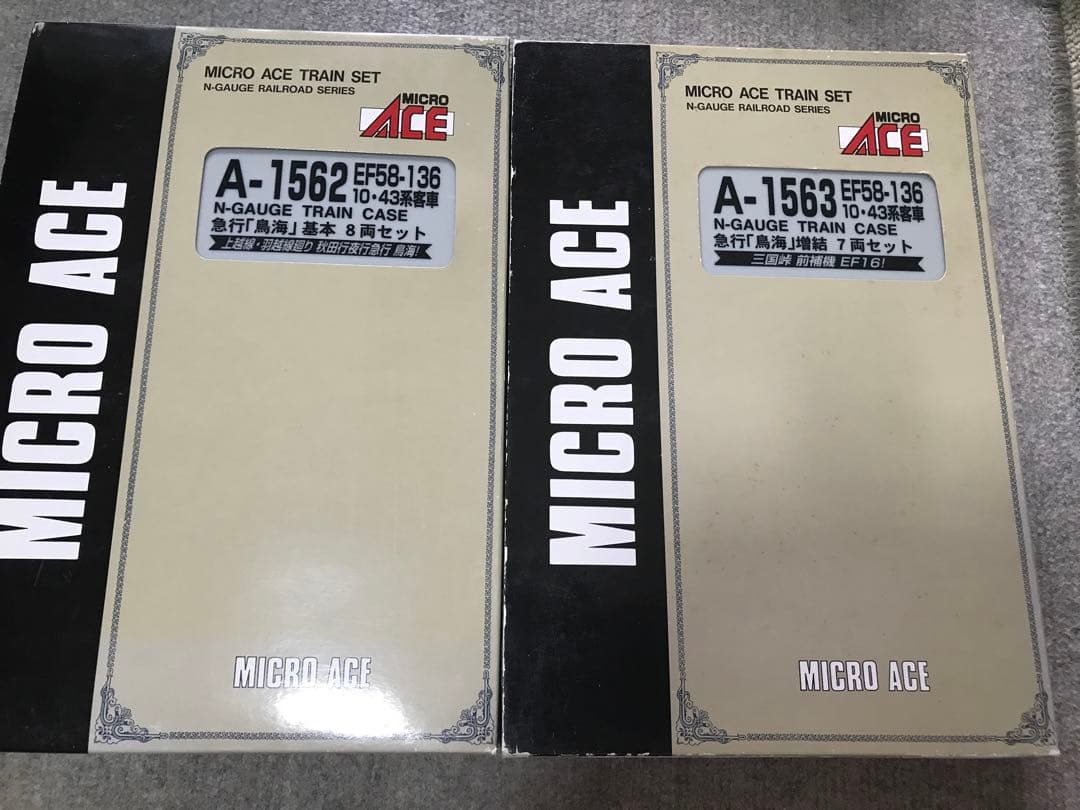 MICRO ACE
MICRO ACE TRAIN SET
N-GAUGE RAILROAD SERIES
MICRO
ACE
A-1562 EF58-136
10・43系客車
N-GAUGE TRAIN CASE
急行「鳥海」基本 8両セット
上越線・羽越線廻り 秋田行夜行急行 鳥海!
MICRO ACE
MICRO ACE
MICRO ACE TRAIN SET
N-GAUGE RAILROAD SERIES
MICRO
ACE
A-1563 EF58-136
10・43系客車
N-GAUGE TRAIN CASE
急行「鳥海」増結 7両セット
三国峠 前補機 EF16!
MICRO ACE